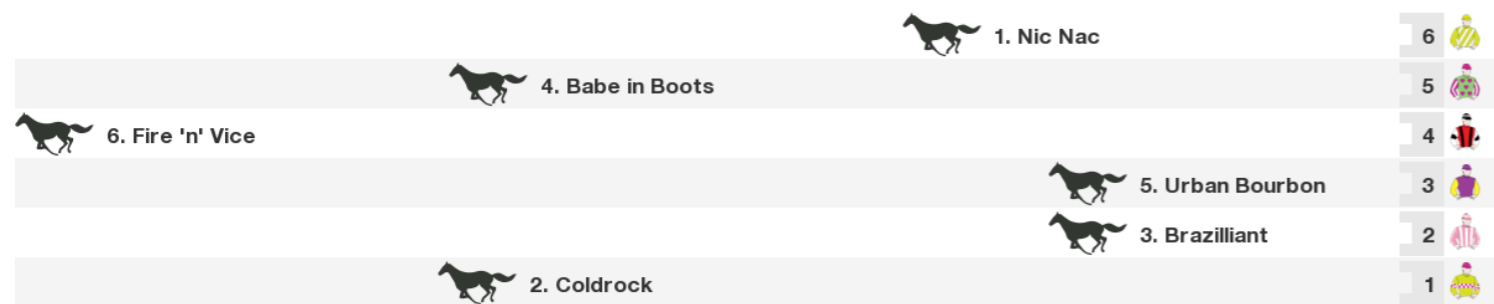 1. Nic Nac 6
4. Babe in Boots 5
6. Fire 'n' Vice 4
5. Urban Bourbon 3
3. Brazilliant 2
2. Coldrock 1